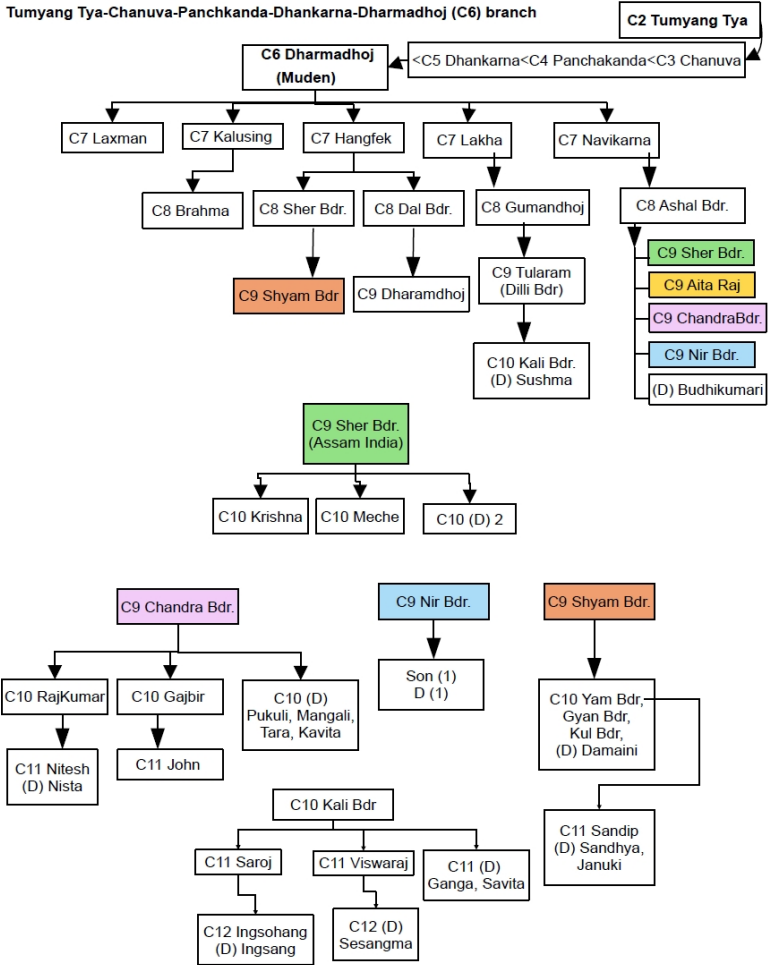 Tumyang Tya-Chanuva-Panchkanda-Dhankarna-Dharmadhoj (C6) branch
C2 Tumyang Tya
C6 Dharmadhoj
(Muden)
<C5 Dhankarna<C4 Panchakanda<C3 Chanuva
C7 Laxman
C7 Kalusing
C7 Hangfek
C7 Lakha
C7 Navikarna
C8 Brahma
C8 Sher Bdr.
C8 Dal Bdr.
C8 Gumandhoj
C8 Ashal Bdr.
C9 Shyam Bdr
C9 Dharamdhoj
C9 Tularam
(Dilli Bdr)
C9 Sher Bdr.
C9 Aita Raj
C9 ChandraBdr.
C9 Nir Bdr.
(D) Budhikumari
C10 Kali Bdr.
(D) Sushma
C9 Sher Bdr.
(Assam India)
C10 Krishna
C10 Meche
C10 (D) 2
C9 Chandra Bdr.
C9 Nir Bdr.
C9 Shyam Bdr.
C10 RajKumar
C10 Gajbir
C10 (D)
Pukuli, Mangali,
Tara, Kavita
Son (1)
D (1)
C10 Yam Bdr,
Gyan Bdr,
Kul Bdr,
(D) Damaini
C11 Nitesh
(D) Nista
C11 John
C10 Kali Bdr
C11 Saroj
C11 Viswaraj
C11 (D)
Ganga, Savita
C11 Sandip
(D) Sandhya,
Januki
C12 Ingsohang
(D) Ingsang
C12 (D)
Sesangma